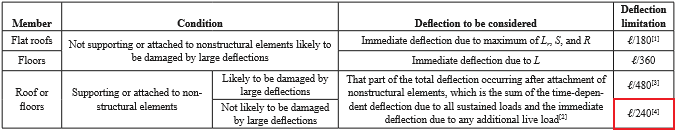 Member Condition Deflection to be considered Deflection limitation
Flat roofs Not supporting or attached to nonstructural elements likely to be damaged by large deflections Immediate deflection due to maximum of Lr, S, and R ℓ/180[1]
Floors Immediate deflection due to L ℓ/360
Roof or floors Supporting or attached to non-structural elements Likely to be damaged by large deflections That part of the total deflection occurring after attachment of nonstructural elements, which is the sum of the time-dependent deflection due to all sustained loads and the immediate deflection due to any additional live load[2] ℓ/480[3]
Not likely to be damaged by large deflections ℓ/240[4]